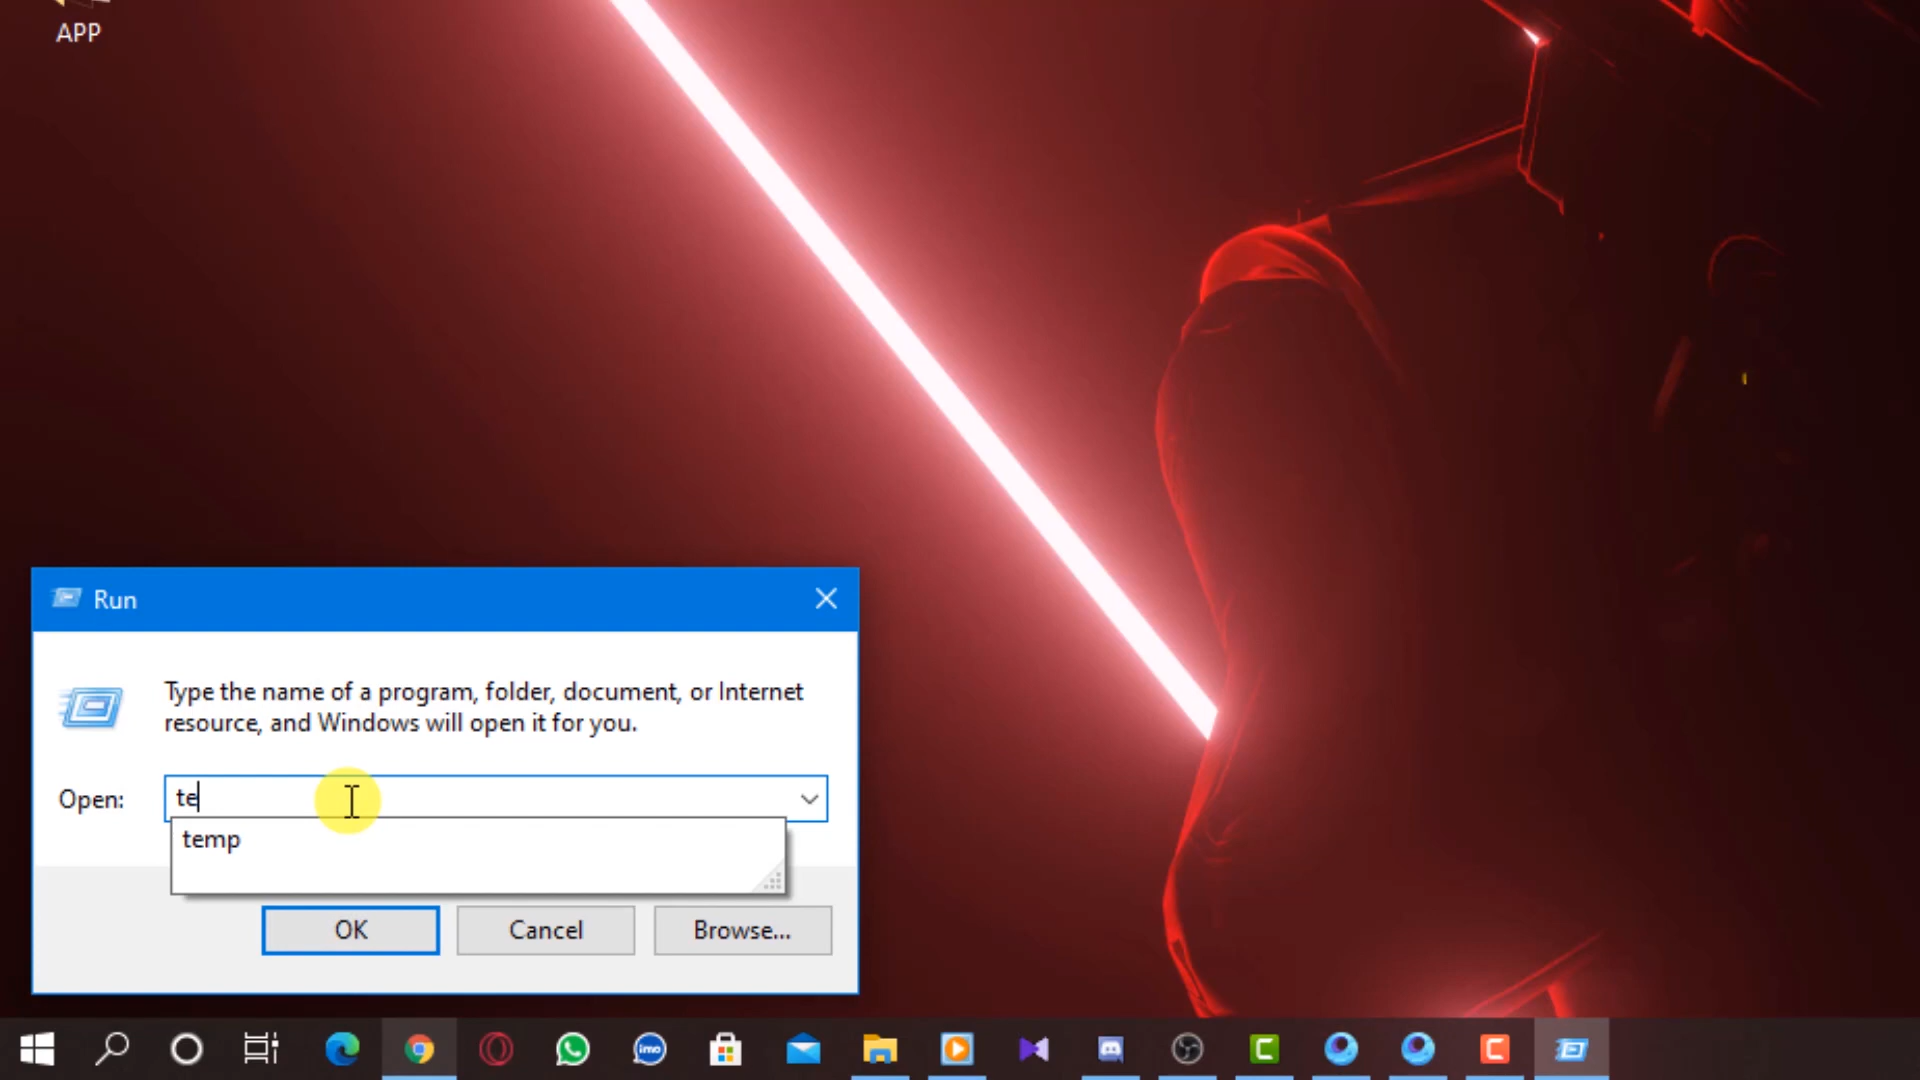 APP
Run
Type the name of a program, folder, document, or Internet
resource, and Windows will open it for you.
Open:
te
temp
OK
Cancel
Browse...
imo